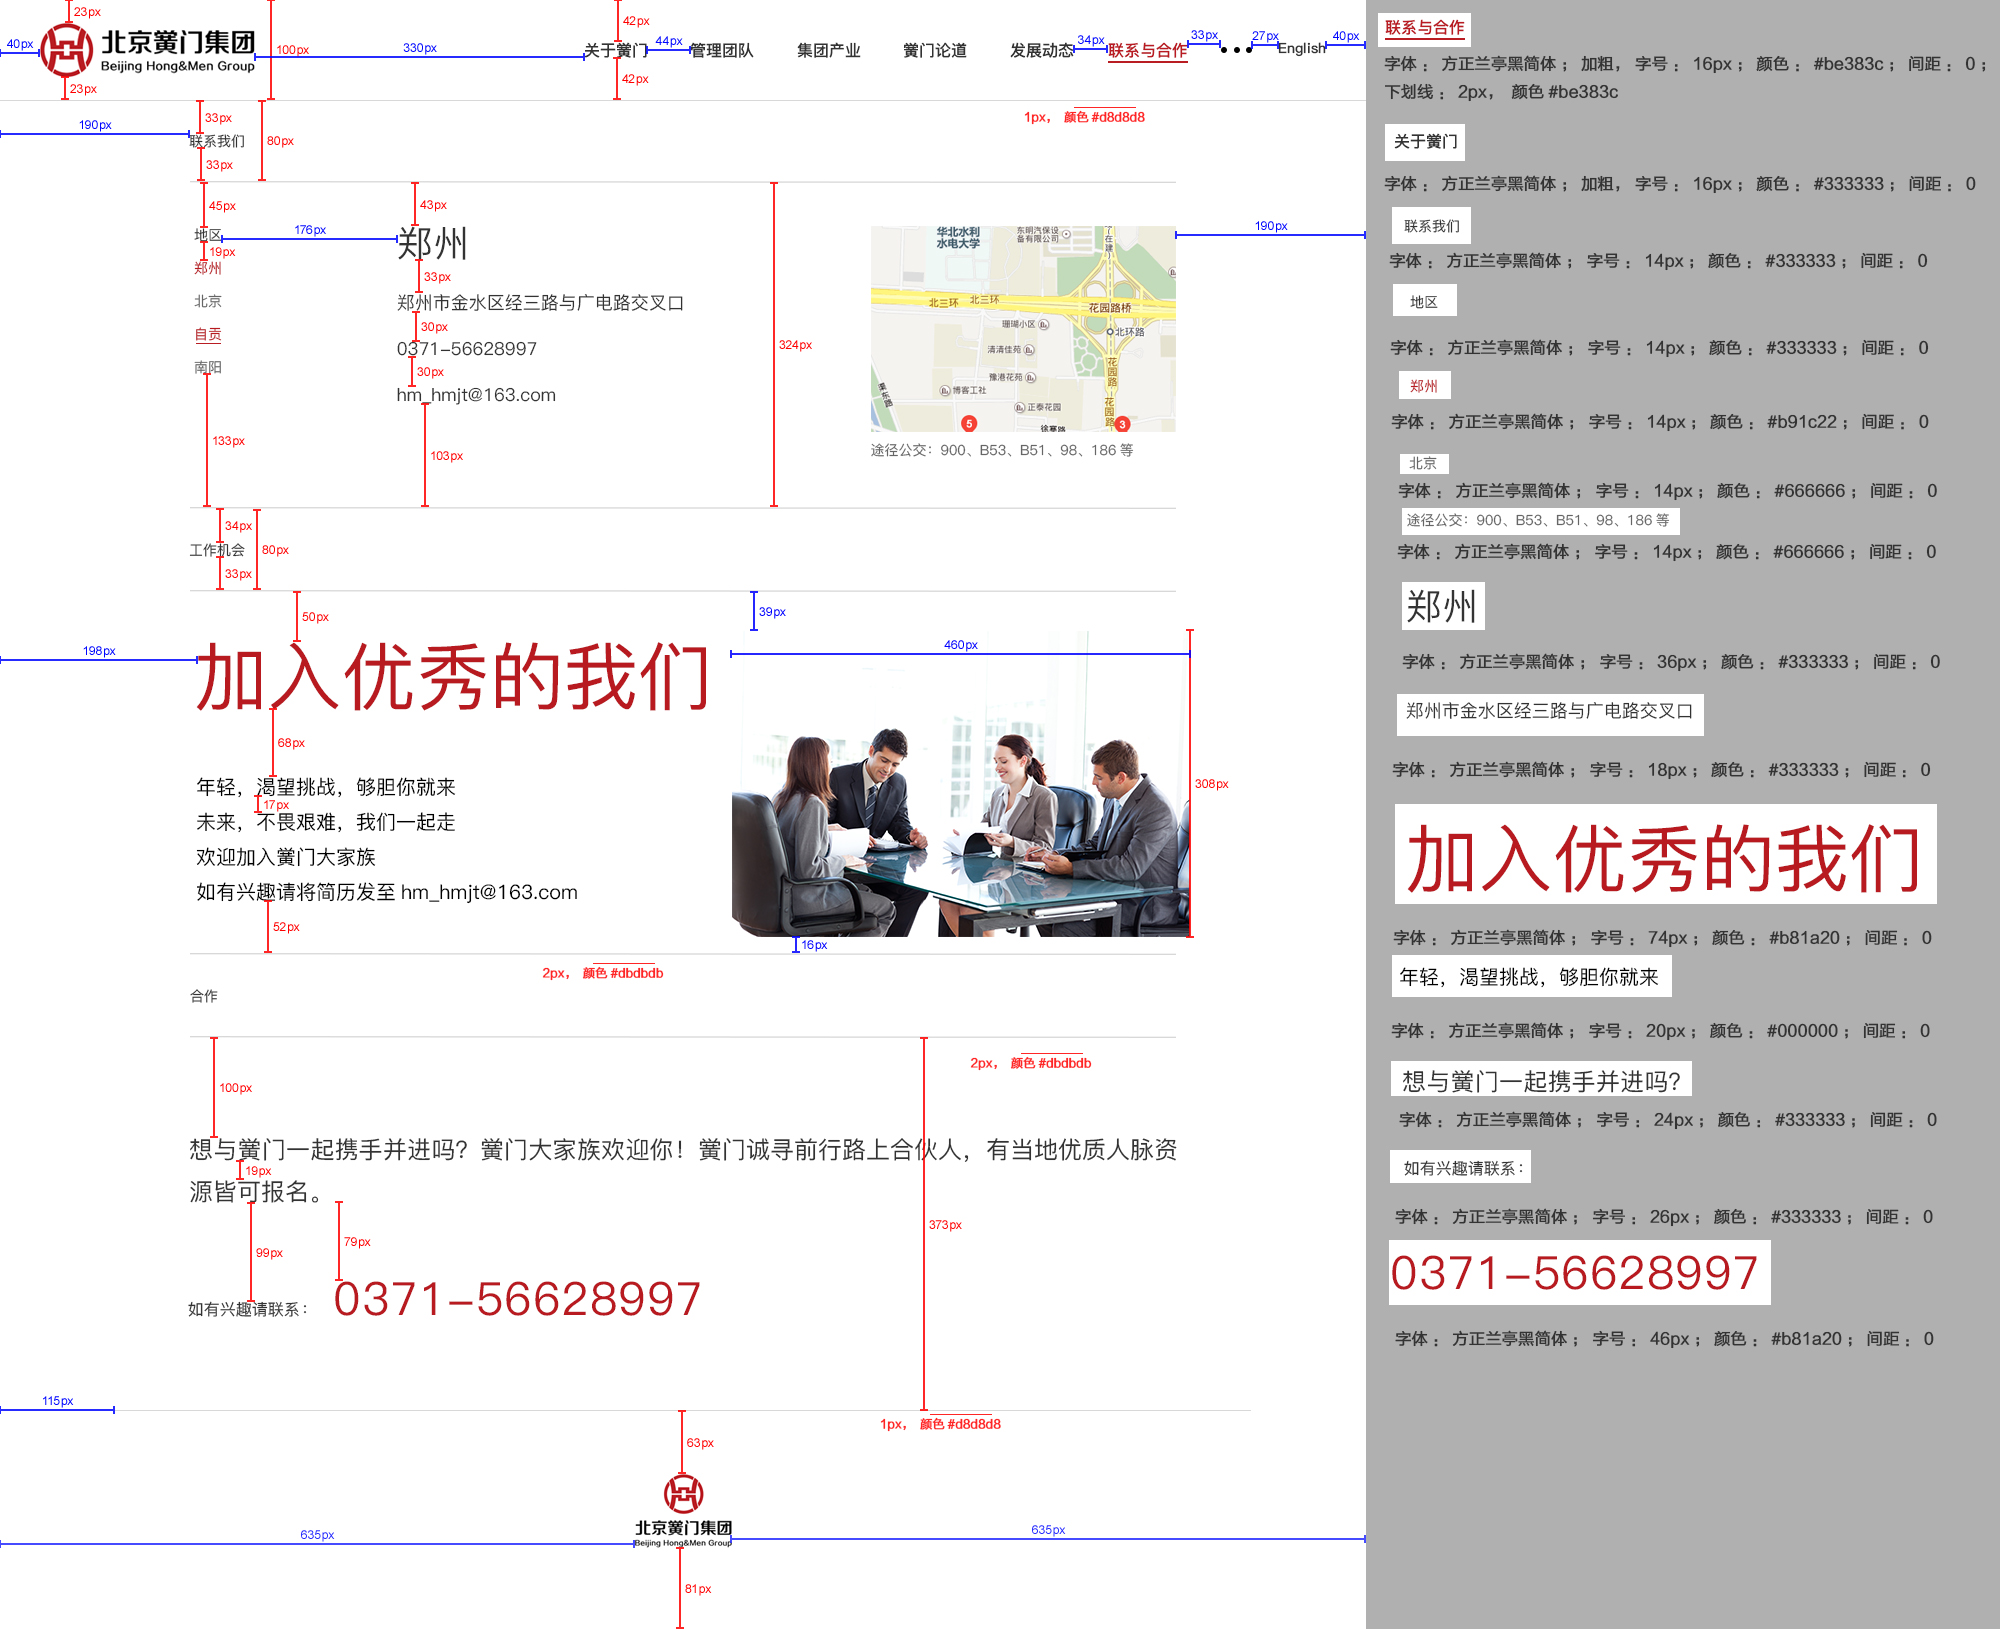 23px
42px
40px
北京黉门集团
Beijing Hong&Men Group
100px
330px
关于黉门
44px
管理团队
集团产业
黉门论道
发展动态
34px
联系与合作
33px
27px
English
40px
42px
23px
1px， 颜色 #d8d8d8
190px
33px
联系我们
80px
33px
45px
43px
地区
176px
郑州
190px
19px
郑州
33px
北京
郑州市金水区经三路与广电路交叉口
30px
自贡
0371-56628997
324px
30px
南阳
hm_hmjt@163.com
133px
103px
华北水利
水电大学
东明汽保设
备有限公司
了在建)
北三环
北三环
花园路桥
珊瑚小区
北环路
清清佳苑
花园路
豫港花苑
博客工社
正泰花园
花园路
5
3
徐寨路
途径公交：900、B53、B51、98、186 等
34px
工作机会
80px
33px
50px
39px
198px
460px
加入优秀的我们
68px
308px
年轻，渴望挑战，够胆你就来
17px
未来，不畏艰难，我们一起走
欢迎加入黉门大家族
如有兴趣请将简历发至 hm_hmjt@163.com
52px
16px
2px， 颜色 #dbdbdb
合作
2px， 颜色 #dbdbdb
100px
想与黉门一起携手并进吗？黉门大家族欢迎你！黉门诚寻前行路上合伙人，有当地优质人脉资
19px
源皆可报名。
373px
99px
79px
如有兴趣请联系：
0371-56628997
115px
1px， 颜色 #d8d8d8
63px
北京黉门集团
Beijing Hong&Men Group
635px
635px
81px
联系与合作
字体： 方正兰亭黑简体； 加粗， 字号： 16px； 颜色： #be383c； 间距： 0；
下划线： 2px， 颜色 #be383c
关于黉门
字体： 方正兰亭黑简体； 加粗， 字号： 16px； 颜色： #333333； 间距： 0
联系我们
字体： 方正兰亭黑简体； 字号： 14px； 颜色： #333333； 间距： 0
地区
字体： 方正兰亭黑简体； 字号： 14px； 颜色： #333333； 间距： 0
郑州
字体： 方正兰亭黑简体； 字号： 14px； 颜色： #b91c22； 间距： 0
北京
字体： 方正兰亭黑简体； 字号： 14px； 颜色： #666666； 间距： 0
途径公交：900、B53、B51、98、186 等
字体： 方正兰亭黑简体； 字号： 14px； 颜色： #666666； 间距： 0
郑州
字体： 方正兰亭黑简体； 字号： 36px； 颜色： #333333； 间距： 0
郑州市金水区经三路与广电路交叉口
字体： 方正兰亭黑简体； 字号： 18px； 颜色： #333333； 间距： 0
加入优秀的我们
字体： 方正兰亭黑简体； 字号： 74px； 颜色： #b81a20； 间距： 0
年轻，渴望挑战，够胆你就来
字体： 方正兰亭黑简体； 字号： 20px； 颜色： #000000； 间距： 0
想与黉门一起携手并进吗？
字体： 方正兰亭黑简体； 字号： 24px； 颜色： #333333； 间距： 0
如有兴趣请联系：
字体： 方正兰亭黑简体； 字号： 26px； 颜色： #333333； 间距： 0
0371-56628997
字体： 方正兰亭黑简体； 字号： 46px； 颜色： #b81a20； 间距： 0